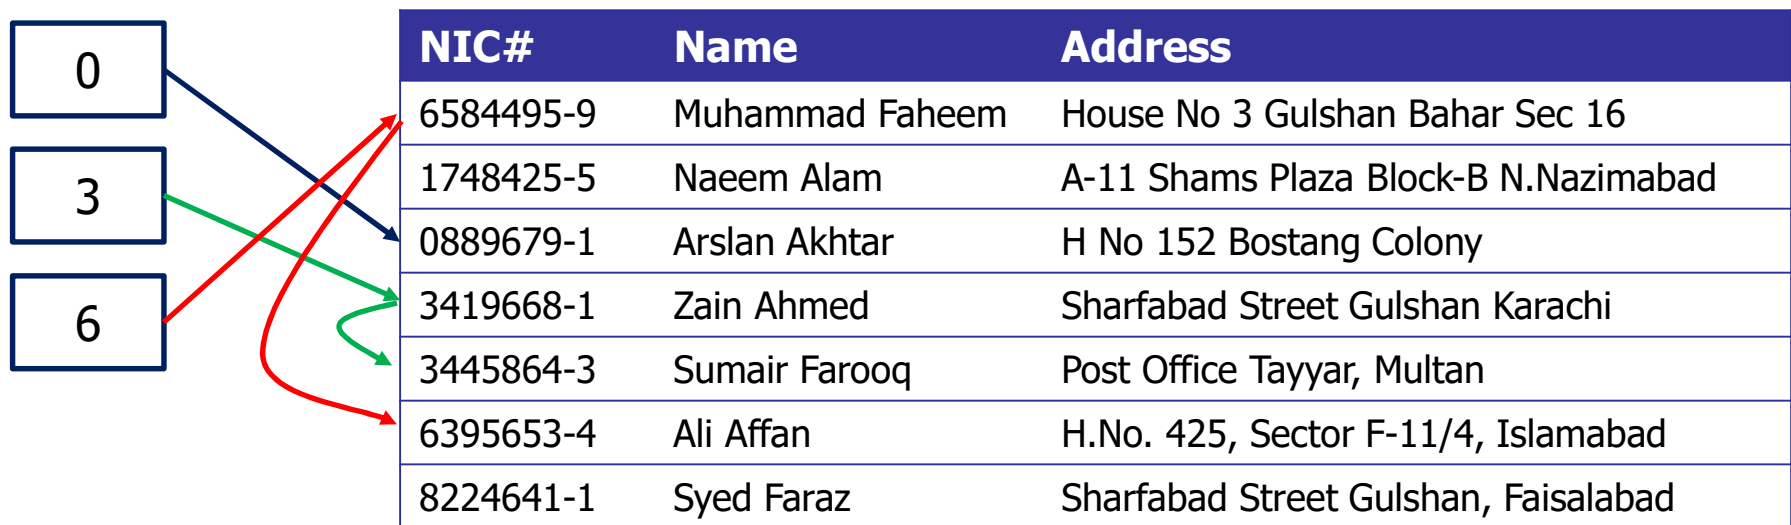 0
3
6
NIC# Name Address
6584495-9 Muhammad Faheem House No 3 Gulshan Bahar Sec 16
1748425-5 Naeem Alam A-11 Shams Plaza Block-B N.Nazimabad
0889679-1 Arslan Akhtar H No 152 Bostang Colony
3419668-1 Zain Ahmed Sharfabad Street Gulshan Karachi
3445864-3 Sumair Farooq Post Office Tayyar, Multan
6395653-4 Ali Affan H.No. 425, Sector F-11/4, Islamabad
8224641-1 Syed Faraz Sharfabad Street Gulshan, Faisalabad